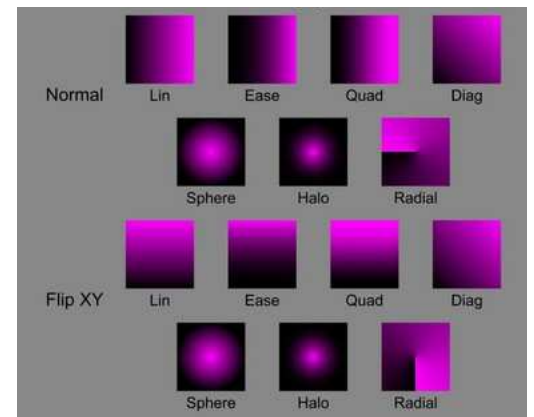 Normal
Lin Ease Quad Diag
Sphere Halo Radial
Flip XY
Lin Ease Quad Diag
Sphere Halo Radial